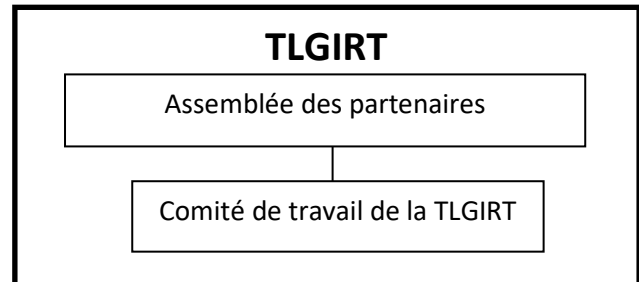 TLGIRT
Assemblée des partenaires
Comité de travail de la TLGIRT